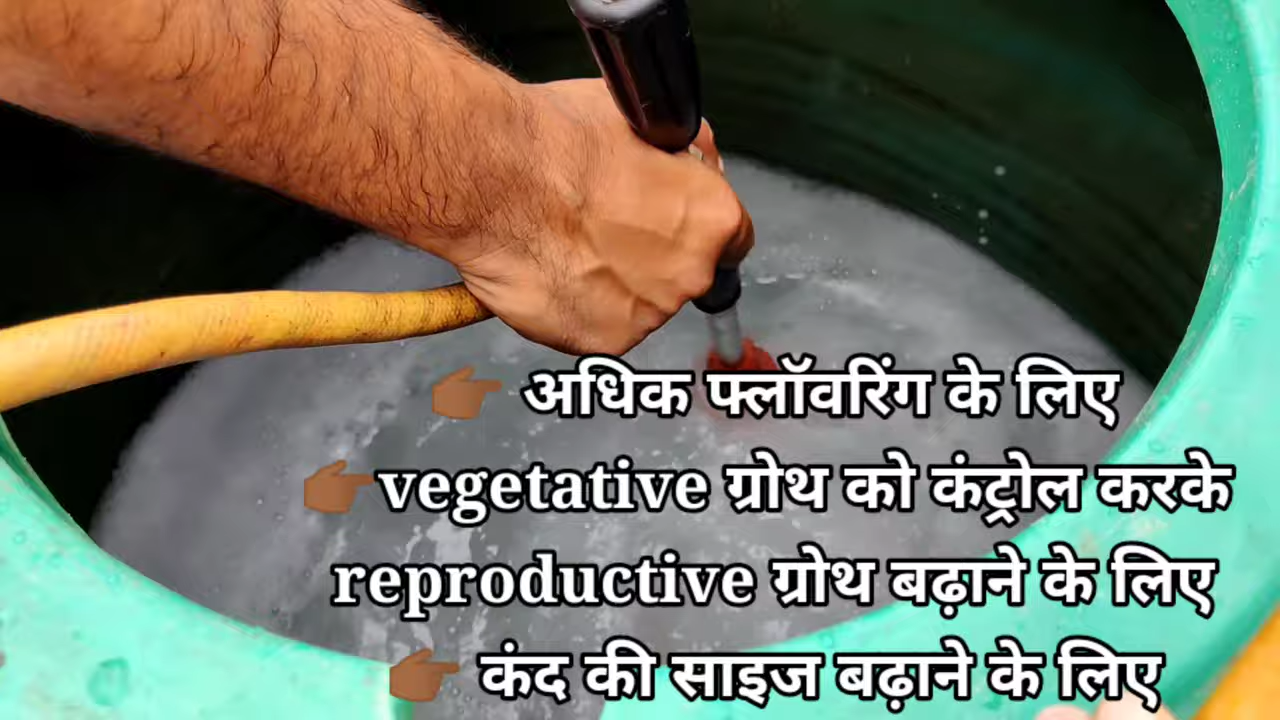 👉🏾 अधिक फ्लॉवरिंग के लिए
👉🏾vegetative ग्रोथ को कंट्रोल करके
reproductive ग्रोथ बढ़ाने के लिए
👉🏾 कंद की साइज बढ़ाने के लिए